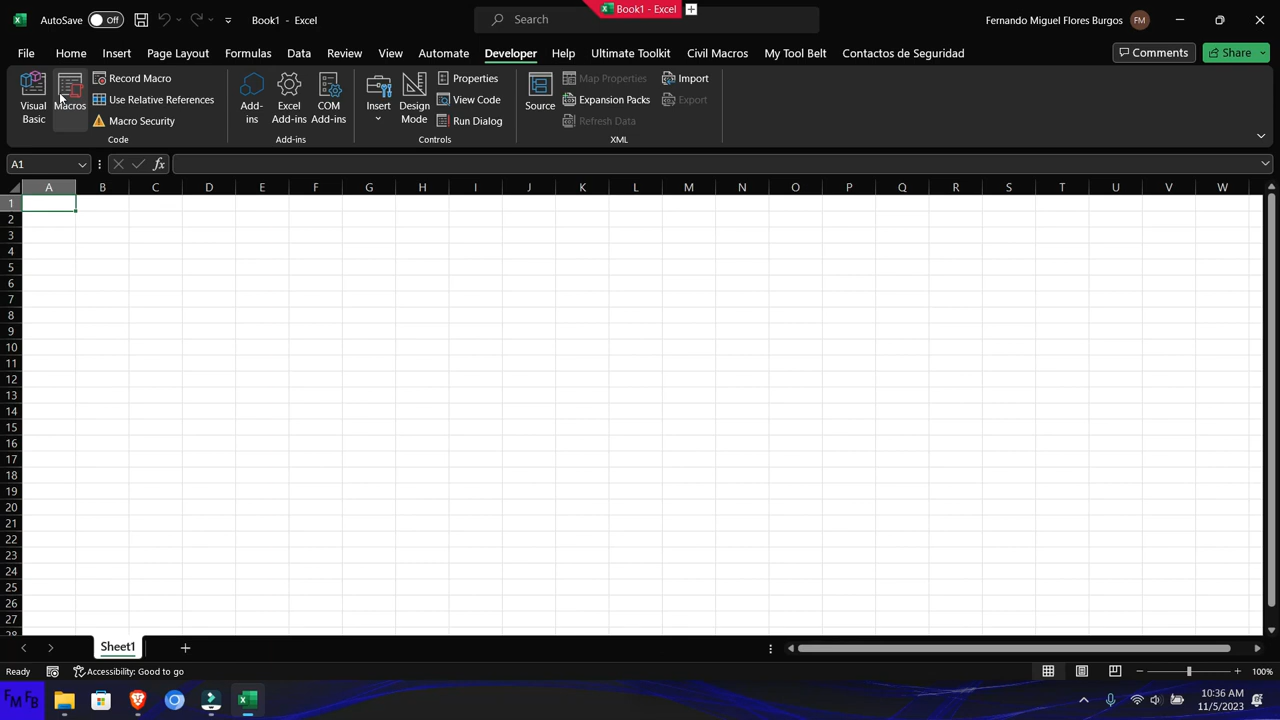 AutoSave Off Book1 - Excel Search Book1 - Excel Fernando Miguel Flores Burgos FM
File Home Insert Page Layout Formulas Data Review View Automate Developer Help Ultimate Toolkit Civil Macros My Tool Belt Contactos de Seguridad Comments Share
Visual Basic
Macros
Record Macro
Use Relative References
Macro Security
Code
Add-ins
Excel Add-ins
COM Add-ins
Add-ins
Insert
Design Mode
Properties
View Code
Run Dialog
Controls
Source
Map Properties
Expansion Packs
Refresh Data
Import
Export
XML
A1 fx
A B C D E F G H I J K L M N O P Q R S T U V W
1
2
3
4
5
6
7
8
9
10
11
12
13
14
15
16
17
18
19
20
21
22
23
24
25
26
27
28
Sheet1
Ready Accessibility: Good to go 100%
FM FB
10:36 AM
11/5/2023